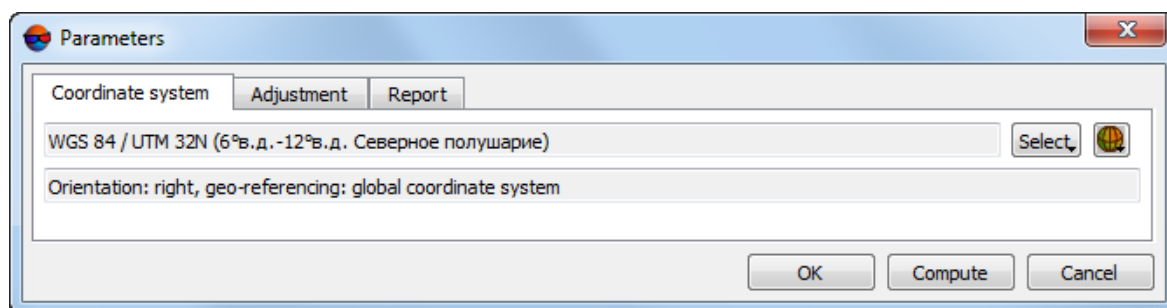 Parameters
Coordinate system Adjustment Report
WGS 84 / UTM 32N (6°в.д.-12°в.д. Северное полушарие) Select
Orientation: right, geo-referencing: global coordinate system
OK Compute Cancel